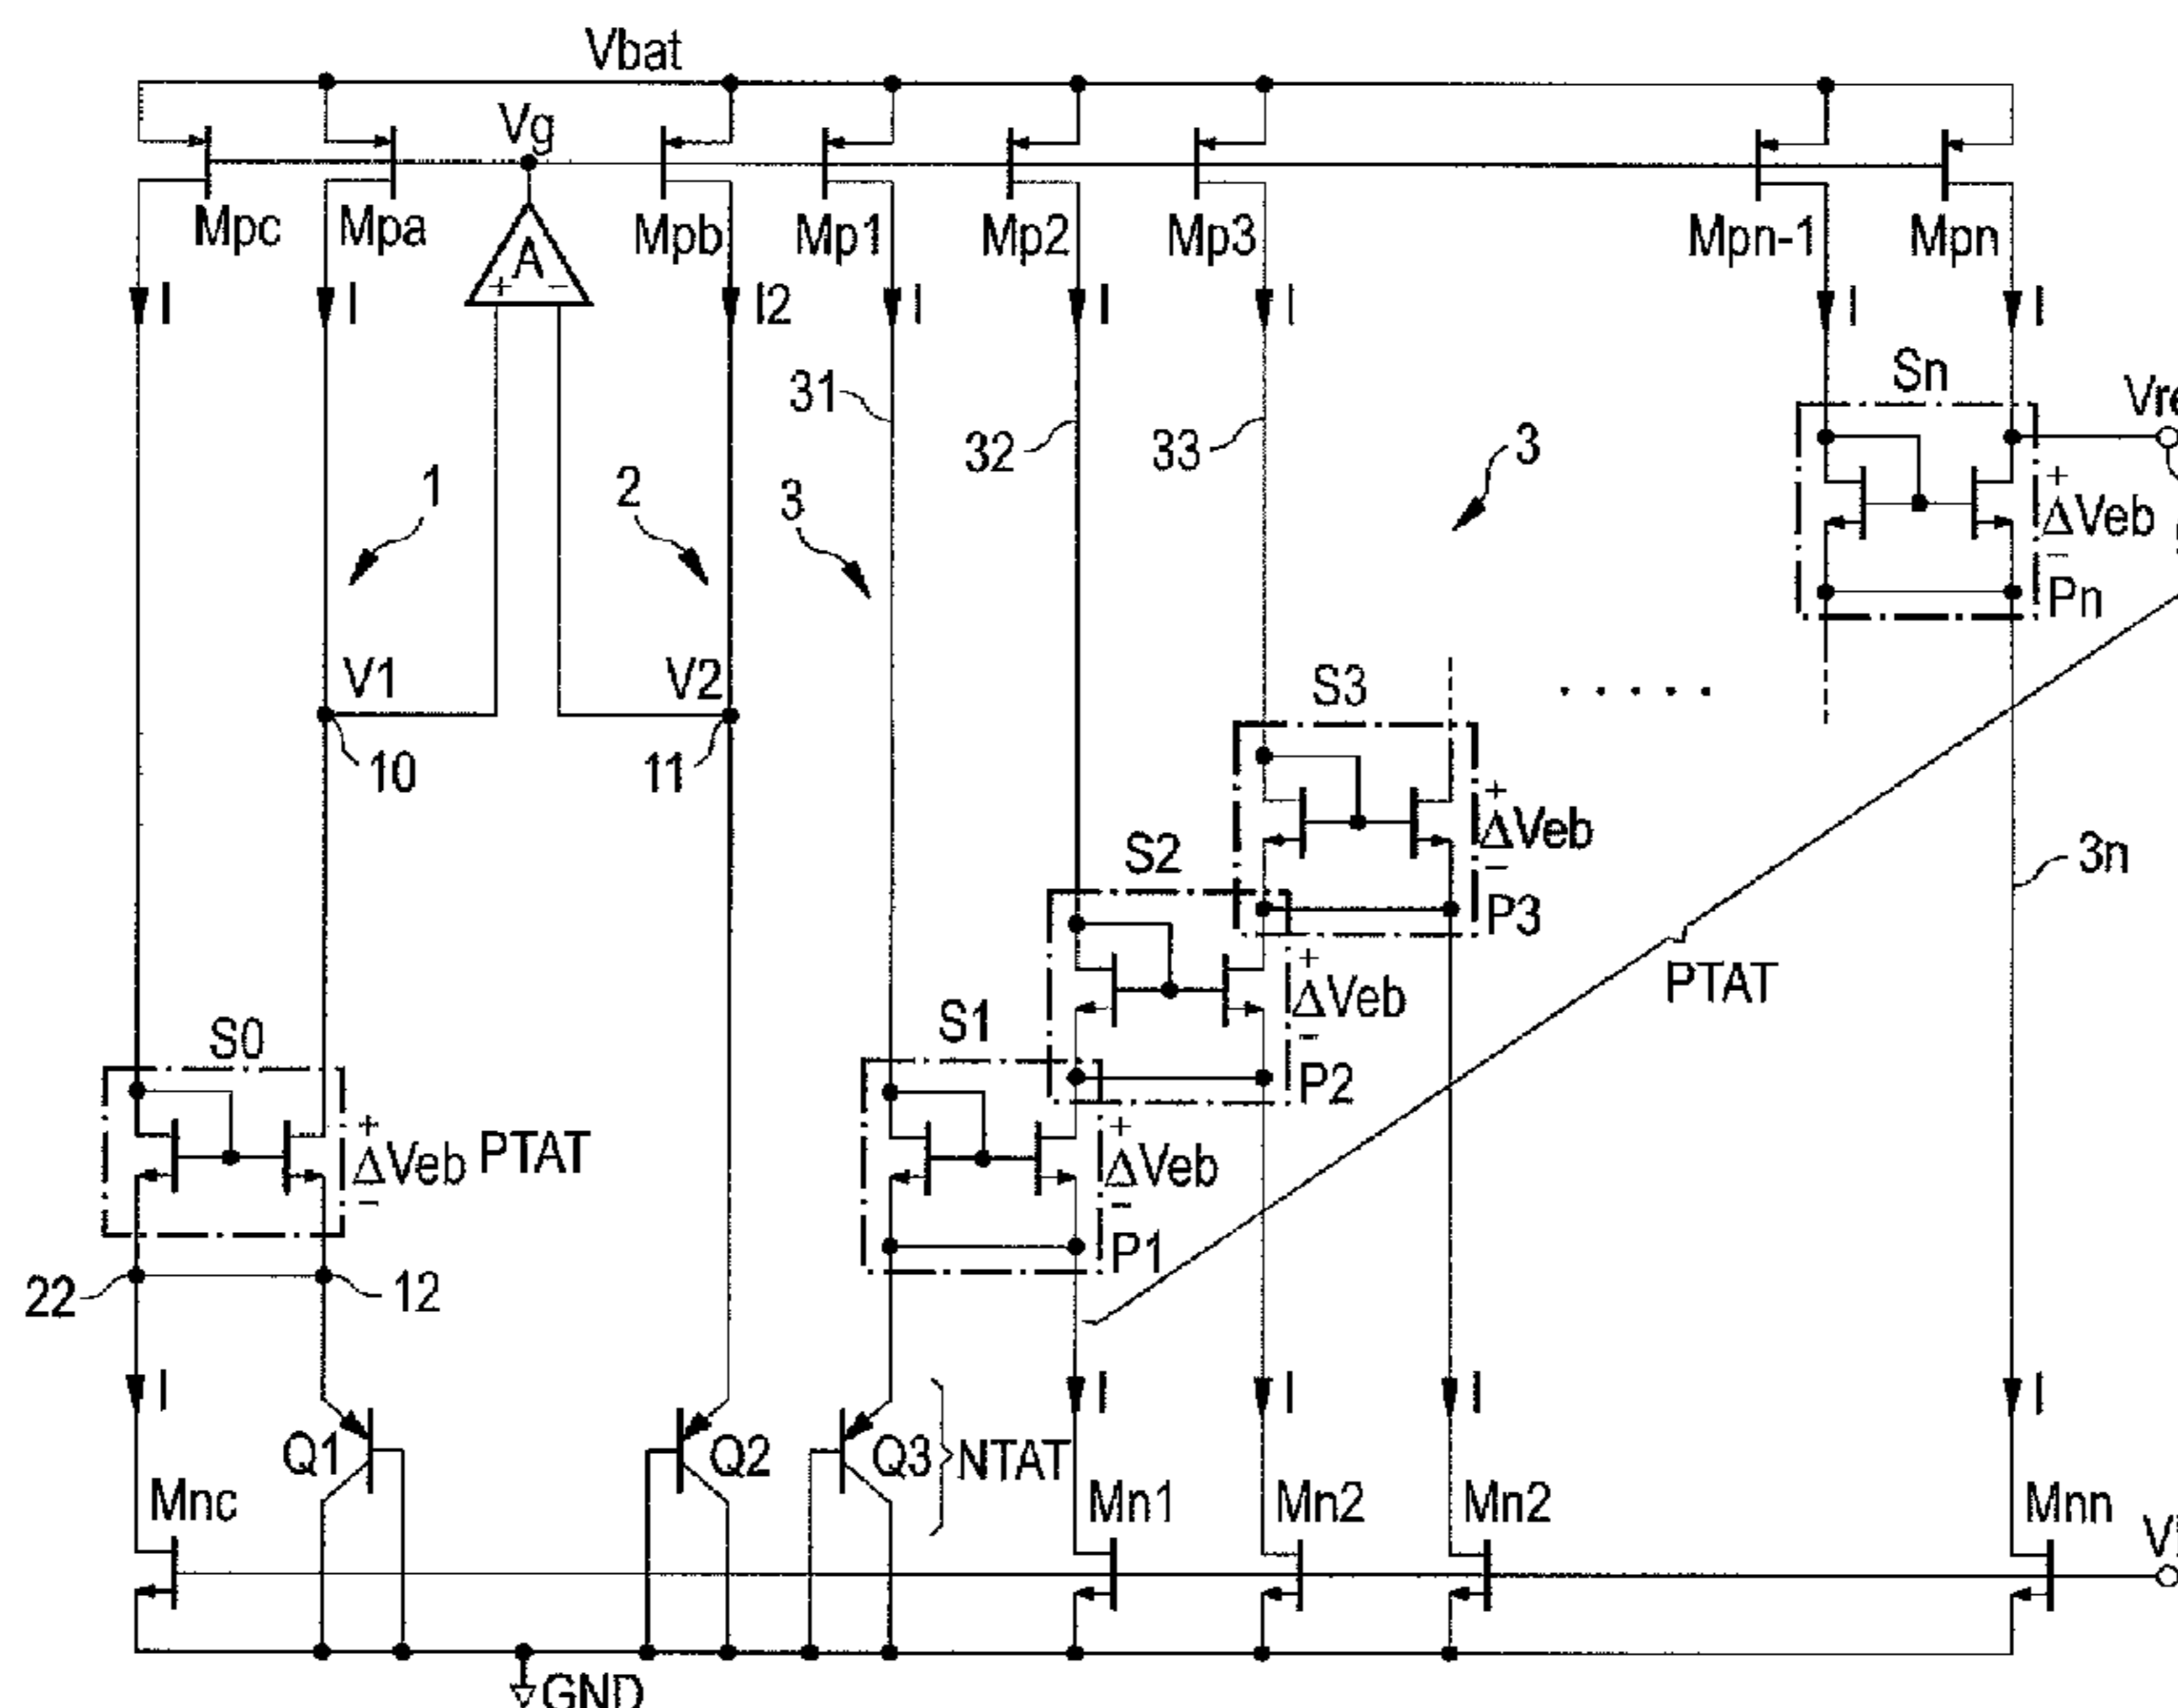 Vbat
Vg
Mpc Mpa A Mpb Mp1 Mp2 Mp3 Mpn-1 Mpn
+ −
I I I2 I I I I I
Sn
31 32 33 3
1 2 3
+
ΔVeb
−
Pn
V1 V2 S3
10 11
+
ΔVeb
−
P3
S2 3n
+
ΔVeb
−
P2
PTAT
S0 S1
+
ΔVeb PTAT
−
+
ΔVeb
−
P1
22 12
I I I I I
Q1 Q2 Q3 NTAT
Mnc Mn1 Mn2 Mn2 Mnn
GND